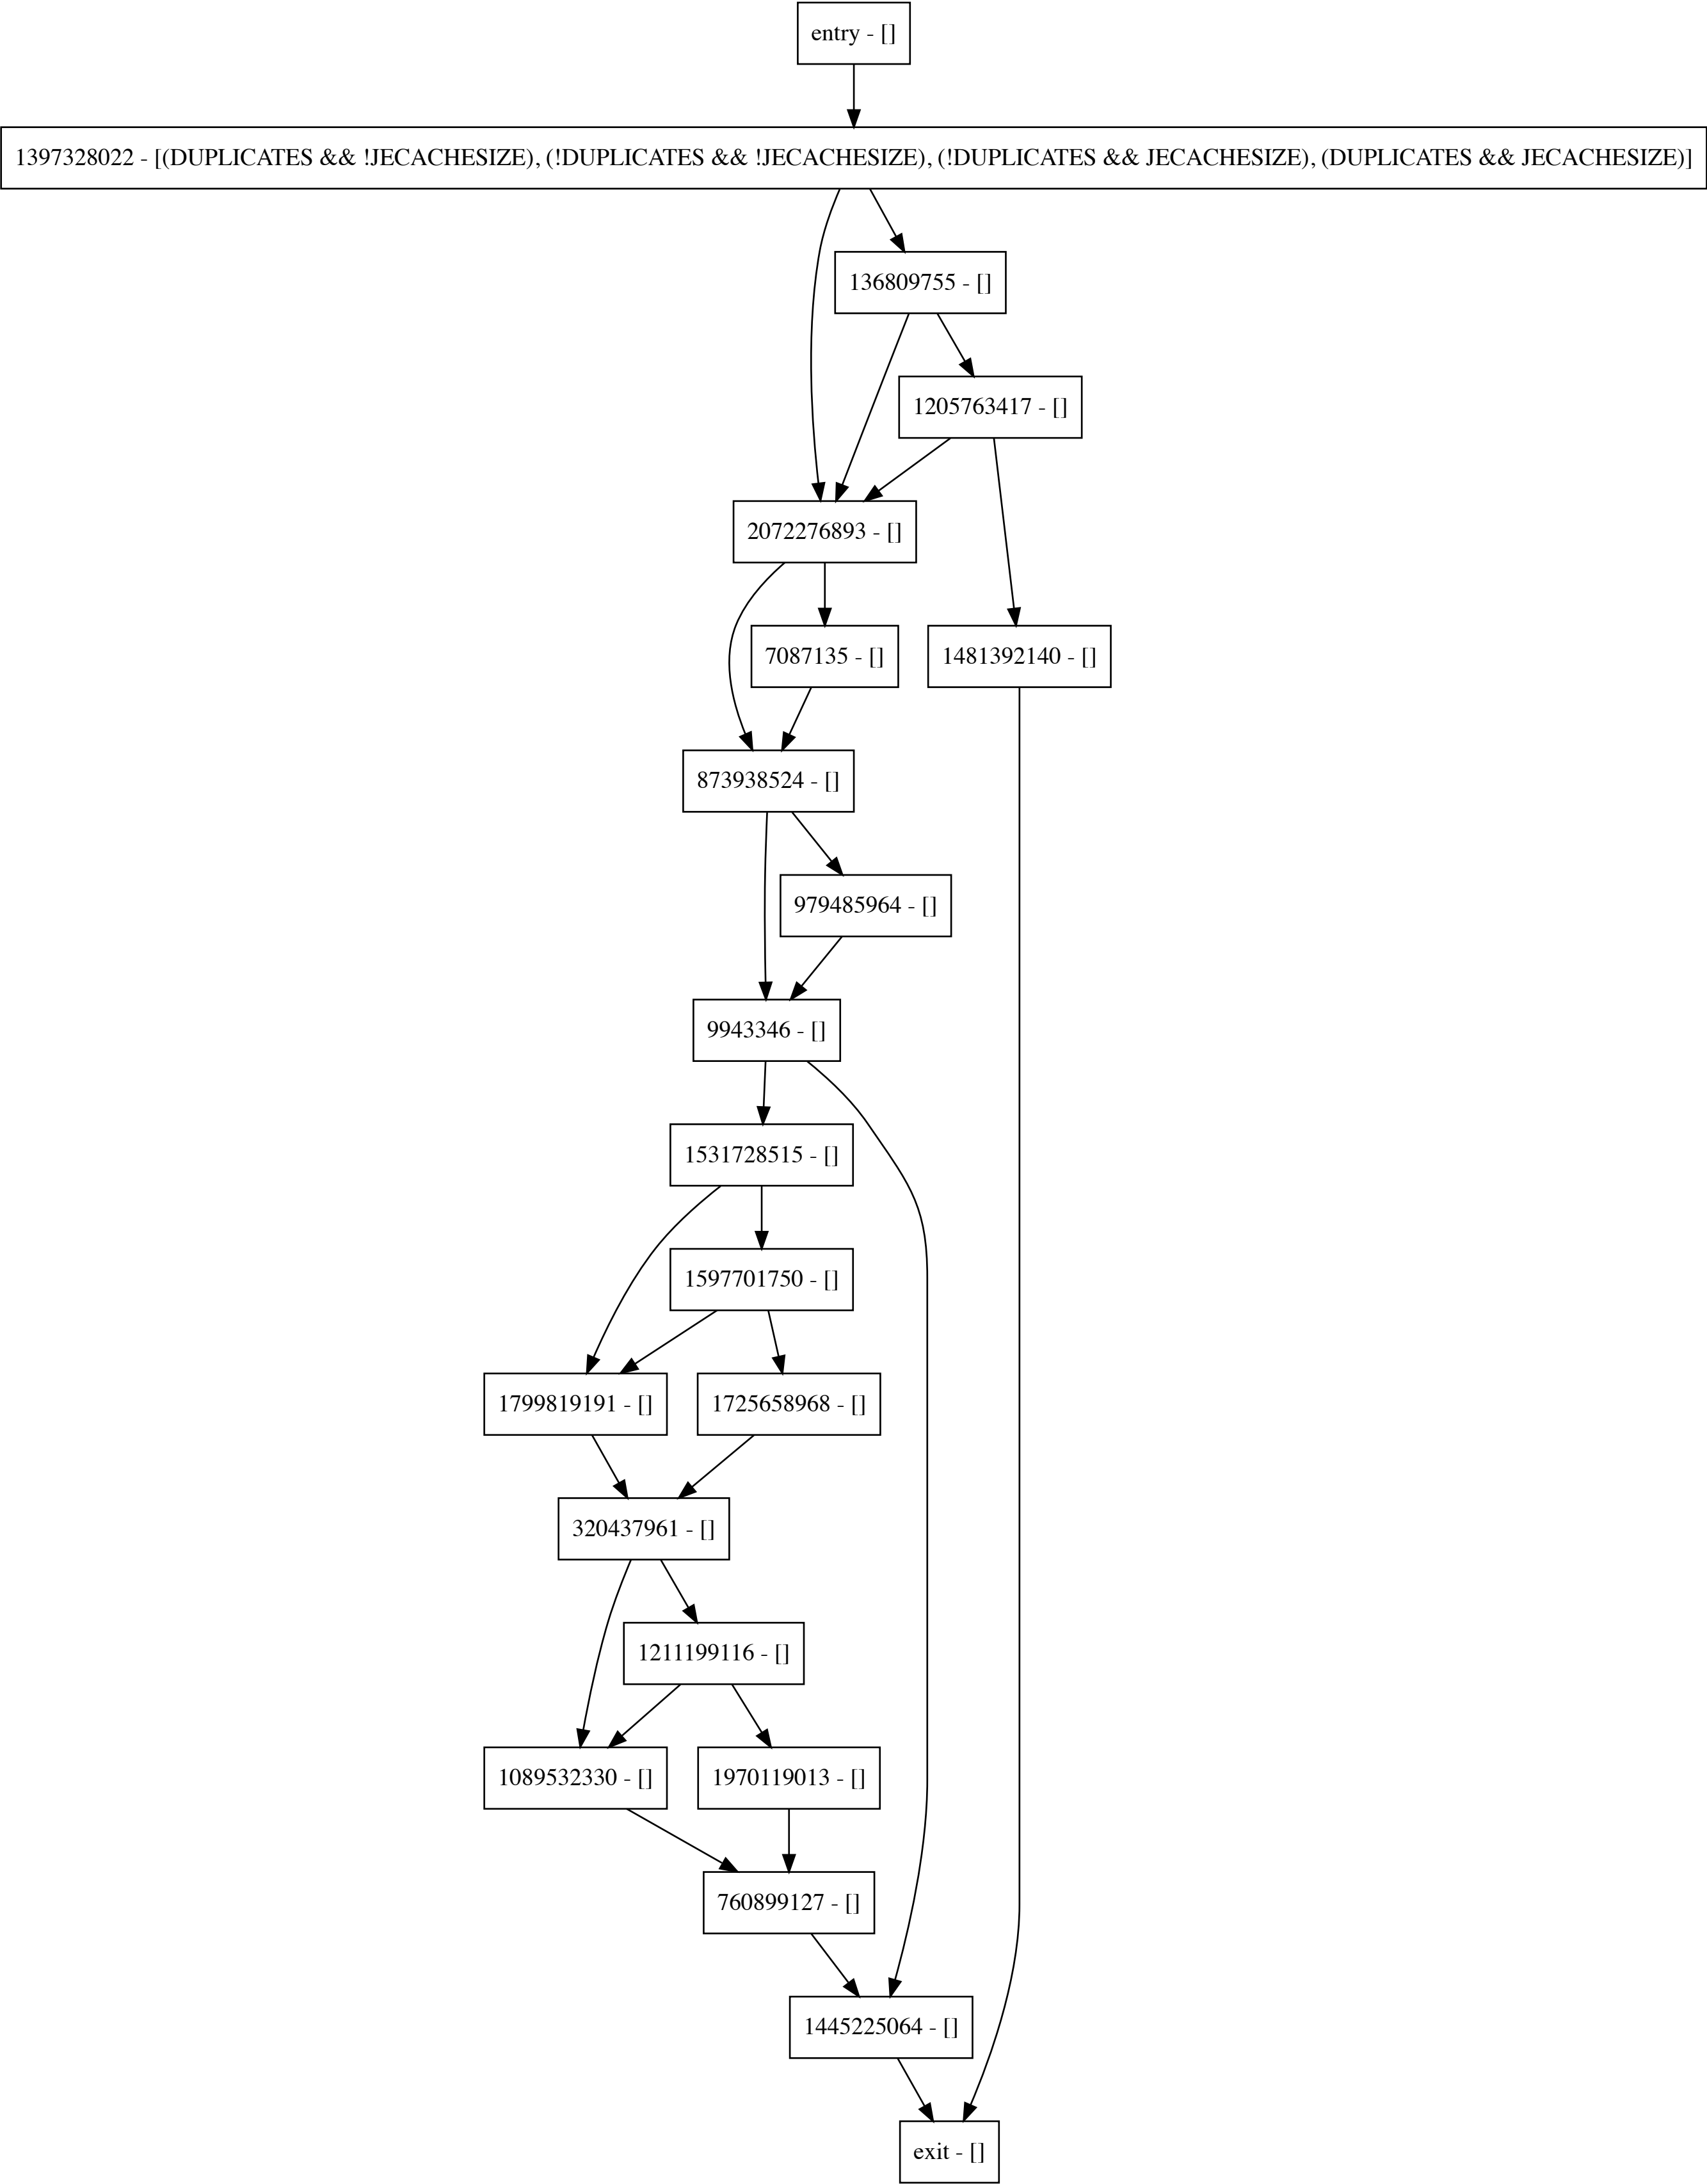 entry - []
1397328022 - [(DUPLICATES && !JECACHESIZE), (!DUPLICATES && !JECACHESIZE), (!DUPLICATES && JECACHESIZE), (DUPLICATES && JECACHESIZE)]
136809755 - []
1205763417 - []
2072276893 - []
7087135 - []
1481392140 - []
873938524 - []
979485964 - []
9943346 - []
1531728515 - []
1597701750 - []
1799819191 - []
1725658968 - []
320437961 - []
1211199116 - []
1089532330 - []
1970119013 - []
760899127 - []
1445225064 - []
exit - []